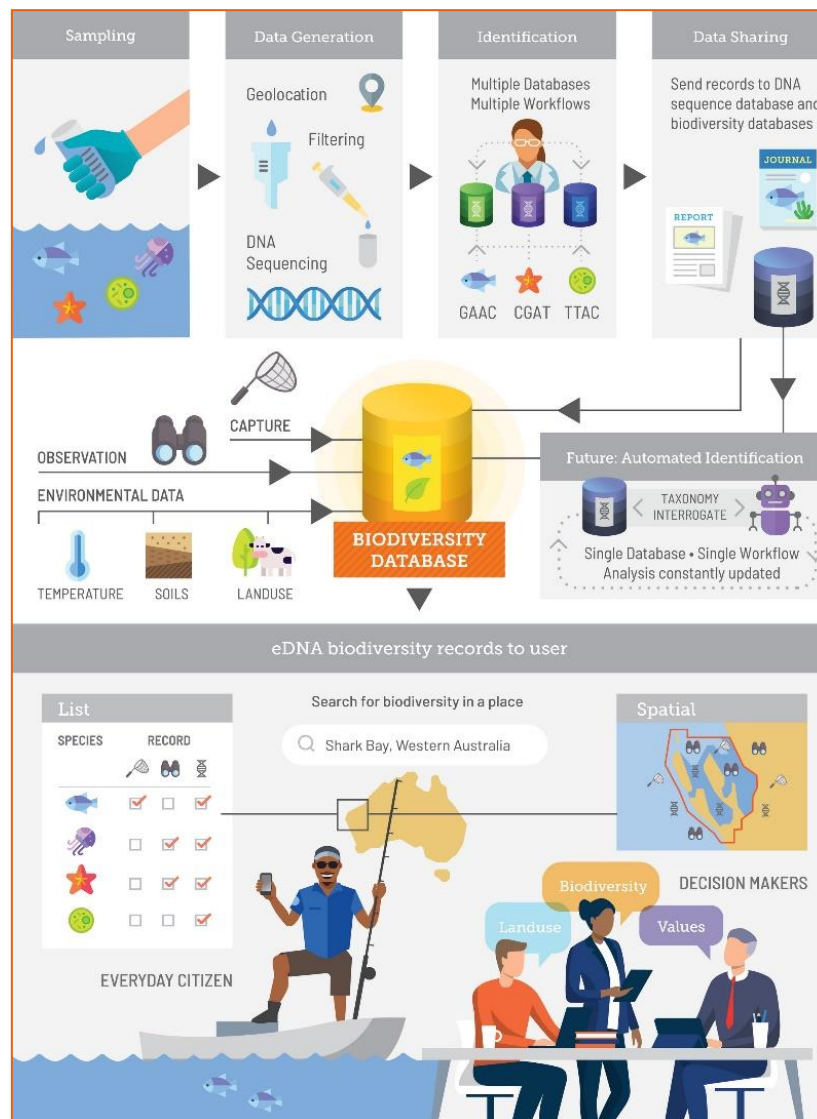 Sampling
Data Generation
Identification
Data Sharing
Geolocation
Filtering
DNA
Sequencing
Multiple Databases
Multiple Workflows
GAAC
CGAT
TTAC
Send records to DNA
sequence database and
biodiversity databases
JOURNAL
REPORT
CAPTURE
OBSERVATION
ENVIRONMENTAL DATA
TEMPERATURE
SOILS
LANDUSE
BIODIVERSITY
DATABASE
Future: Automated Identification
TAXONOMY
INTERROGATE
Single Database • Single Workflow
Analysis constantly updated
eDNA biodiversity records to user
List
SPECIES
RECORD
Search for biodiversity in a place
Shark Bay, Western Australia
Spatial
EVERYDAY CITIZEN
DECISION MAKERS
Biodiversity
Landuse
Values